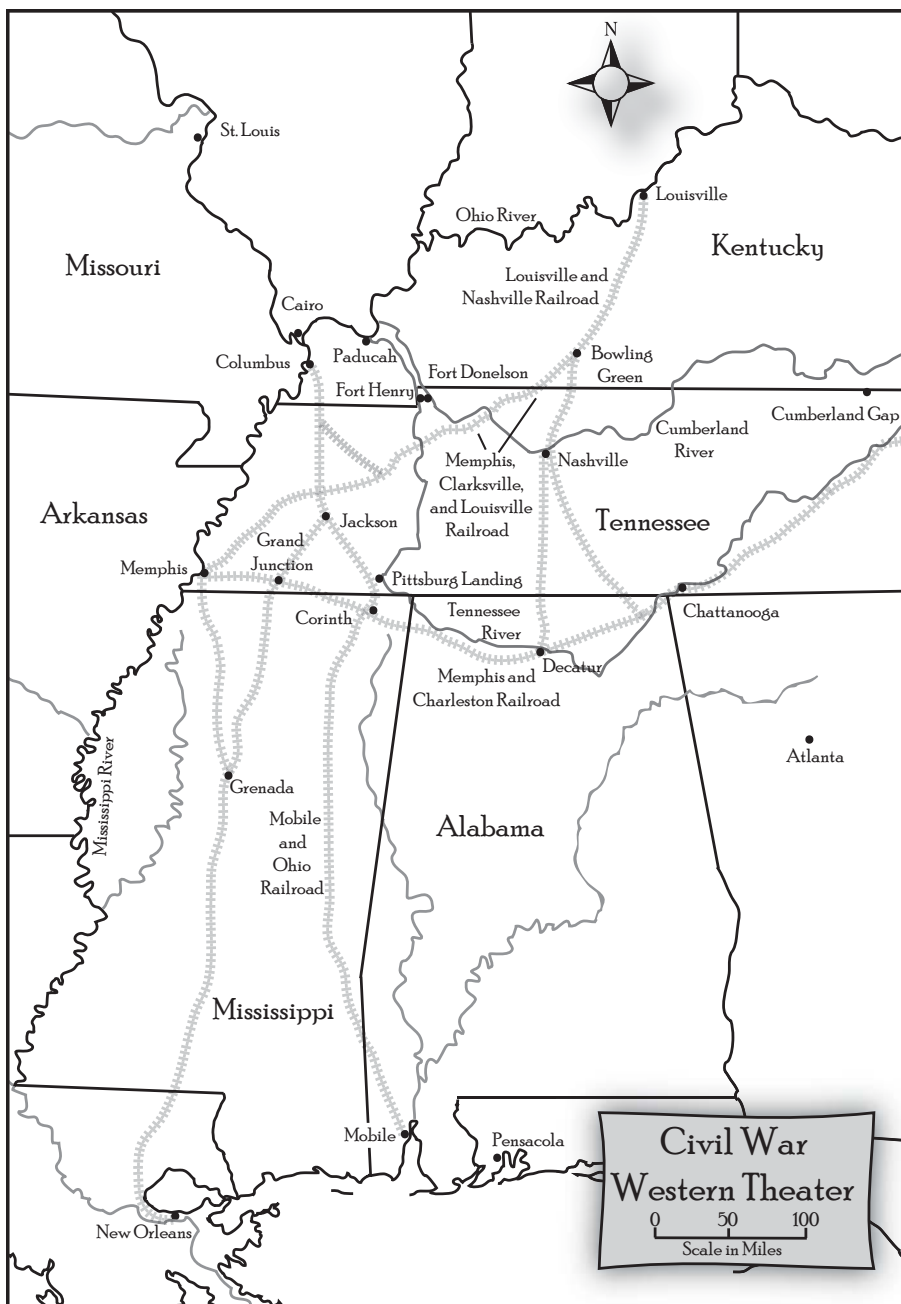 N
St. Louis
Louisville
Ohio River
Kentucky
Missouri
Louisville and
Nashville Railroad
Cairo
Paducah
Columbus
Bowling
Green
Fort Donelson
Fort Henry
Cumberland Gap
Cumberland
River
Memphis,
Clarksville,
and Louisville
Railroad
Nashville
Arkansas
Jackson
Tennessee
Grand
Junction
Memphis
Pittsburg Landing
Chattanooga
Corinth
Tennessee
River
Decatur
Memphis and
Charleston Railroad
Atlanta
Mississippi River
Grenada
Mobile
and
Ohio
Railroad
Alabama
Mississippi
Mobile
Pensacola
New Orleans
Civil War
Western Theater
0 50 100
Scale in Miles